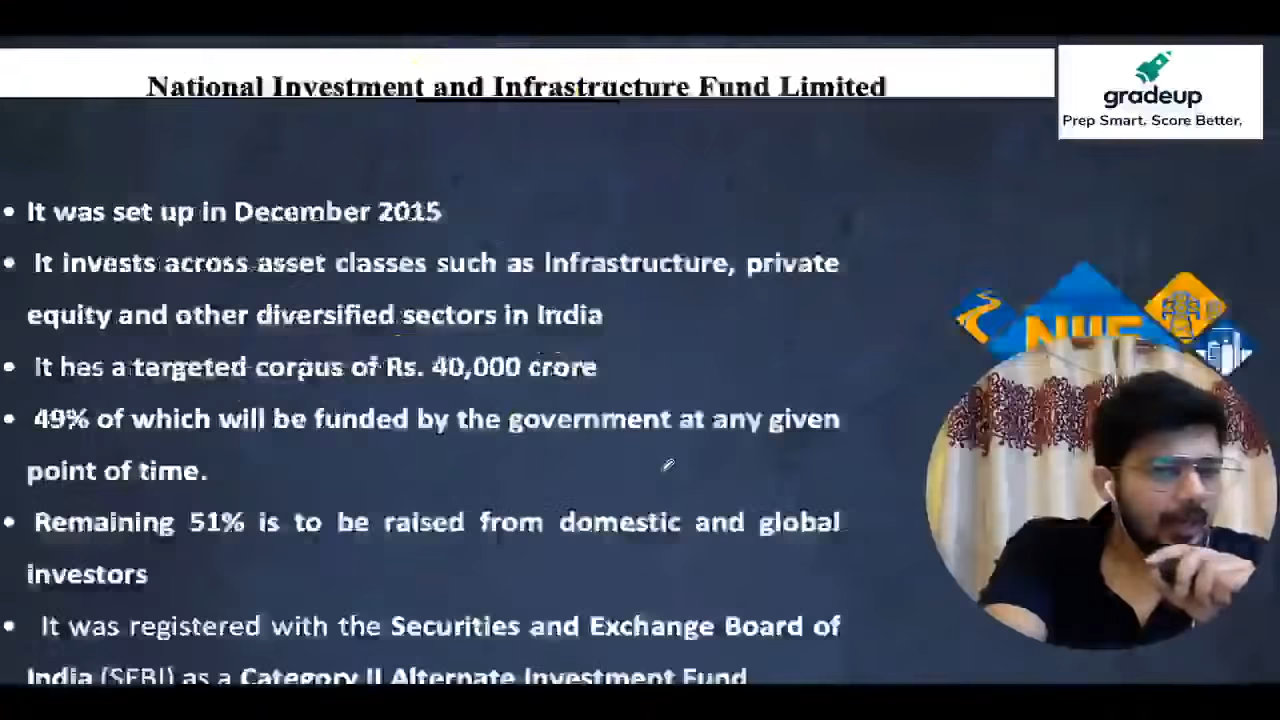 National Investment and Infrastructure Fund Limited
gradeup
Prep Smart. Score Better.
• It was set up in December 2015
• It invests across asset classes such as Infrastructure, private
equity and other diversified sectors in India
• It has a targeted corpus of Rs. 40,000 crore
• 49% of which will be funded by the government at any given
point of time.
• Remaining 51% is to be raised from domestic and global
investors
• It was registered with the Securities and Exchange Board of
India (SEBI) as a Category II Alternate Investment Fund